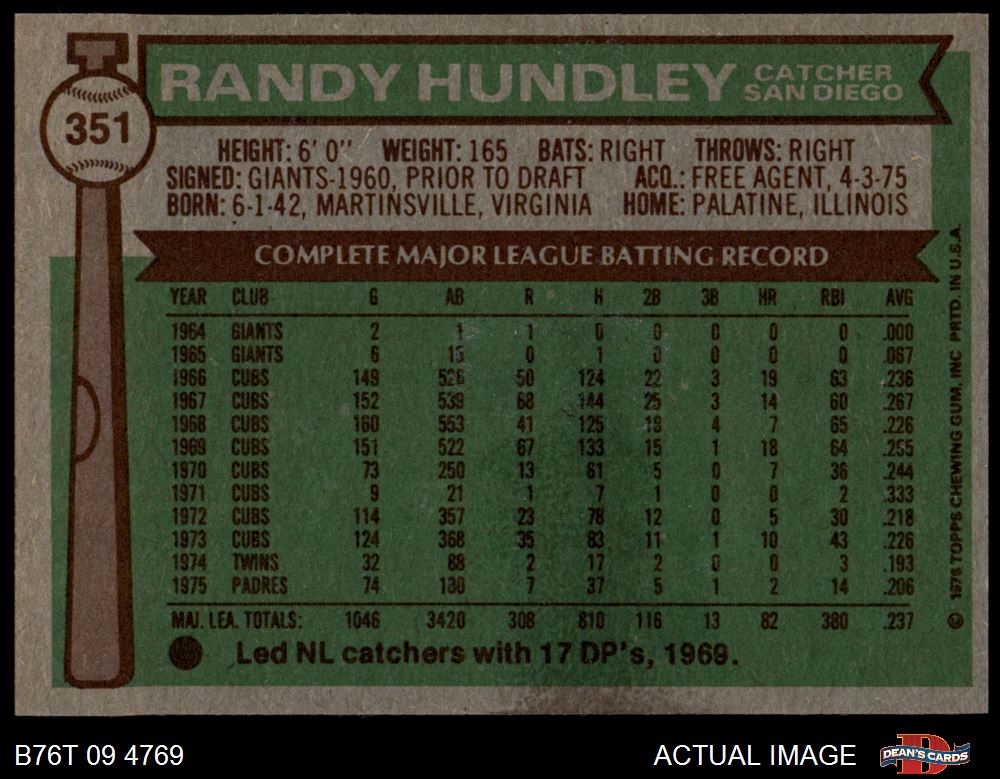 T
351
RANDY HUNDLEY CATCHER
SAN DIEGO
HEIGHT: 6' 0" WEIGHT: 165 BATS: RIGHT THROWS: RIGHT
SIGNED: GIANTS-1960, PRIOR TO DRAFT ACQ.: FREE AGENT, 4-3-75
BORN: 6-1-42, MARTINSVILLE, VIRGINIA HOME: PALATINE, ILLINOIS
COMPLETE MAJOR LEAGUE BATTING RECORD
YEAR CLUB G AB R H 2B 3B HR RBI AVG
1964 GIANTS 2 1 1 0 0 0 0 0 .000
1965 GIANTS 6 15 0 1 0 0 0 0 .067
1966 CUBS 149 526 50 124 22 3 19 63 .236
1967 CUBS 152 539 68 144 25 3 14 60 .267
1968 CUBS 160 553 41 125 18 4 7 65 .226
1969 CUBS 151 522 67 133 15 1 18 64 .255
1970 CUBS 73 250 13 61 5 0 7 36 .244
1971 CUBS 9 21 1 7 1 0 0 2 .333
1972 CUBS 114 357 23 78 12 0 5 30 .218
1973 CUBS 124 368 35 83 11 1 10 43 .226
1974 TWINS 32 88 2 17 2 0 0 3 .193
1975 PADRES 74 180 7 37 5 1 2 14 .206
MAJ. LEA. TOTALS: 1046 3420 308 810 116 13 82 380 .237
Led NL catchers with 17 DP's, 1969.
© 1976 TOPPS CHEWING GUM, INC PRTD. IN U.S.A.
B76T 09 4769
ACTUAL IMAGE
D
DEAN'S CARDS